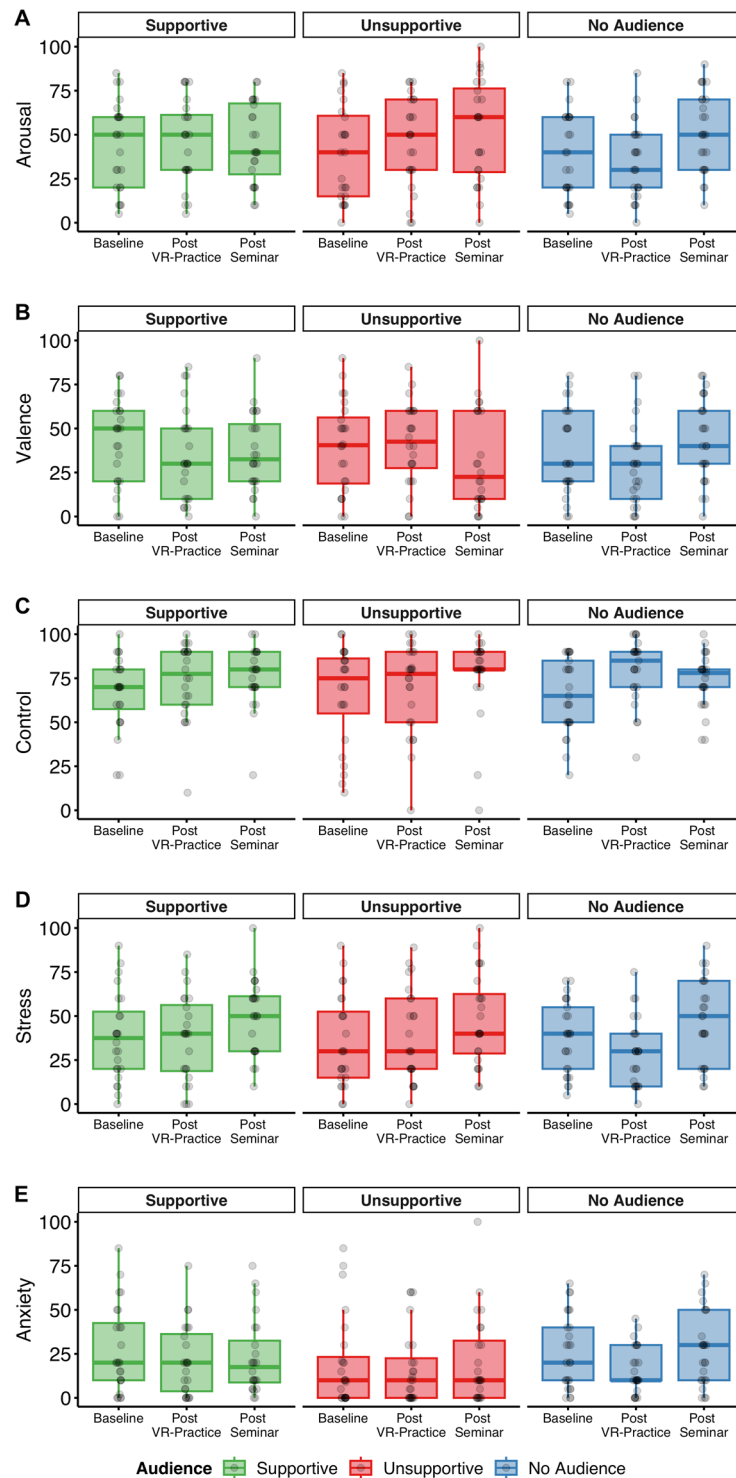 A
Supportive Unsupportive No Audience
100
75
50
25
0
Arousal
Baseline Post VR-Practice Post Seminar Baseline Post VR-Practice Post Seminar Baseline Post VR-Practice Post Seminar
B
Supportive Unsupportive No Audience
100
75
50
25
0
Valence
Baseline Post VR-Practice Post Seminar Baseline Post VR-Practice Post Seminar Baseline Post VR-Practice Post Seminar
C
Supportive Unsupportive No Audience
100
75
50
25
0
Control
Baseline Post VR-Practice Post Seminar Baseline Post VR-Practice Post Seminar Baseline Post VR-Practice Post Seminar
D
Supportive Unsupportive No Audience
100
75
50
25
0
Stress
Baseline Post VR-Practice Post Seminar Baseline Post VR-Practice Post Seminar Baseline Post VR-Practice Post Seminar
E
Supportive Unsupportive No Audience
100
75
50
25
0
Anxiety
Baseline Post VR-Practice Post Seminar Baseline Post VR-Practice Post Seminar Baseline Post VR-Practice Post Seminar
Audience Supportive Unsupportive No Audience